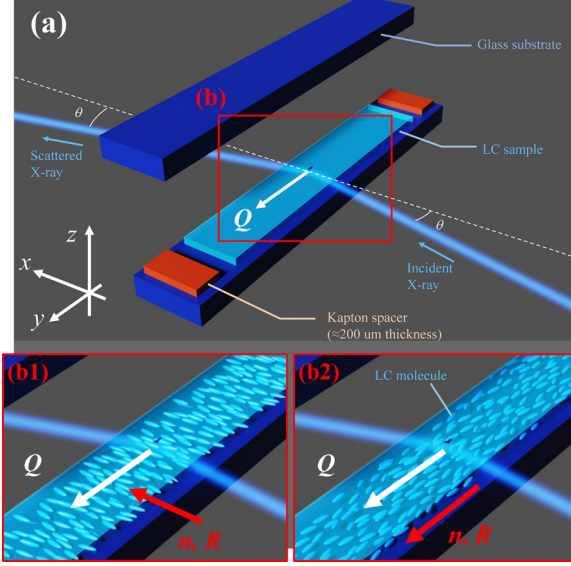 (a)
Glass substrate
θ
(b)
Scattered
X-ray
LC sample
Q
θ
z
x
y
Incident
X-ray
Kapton spacer
(≈200 um thickness)
(b1)
Q
n, R
(b2)
LC molecule
Q
n, R